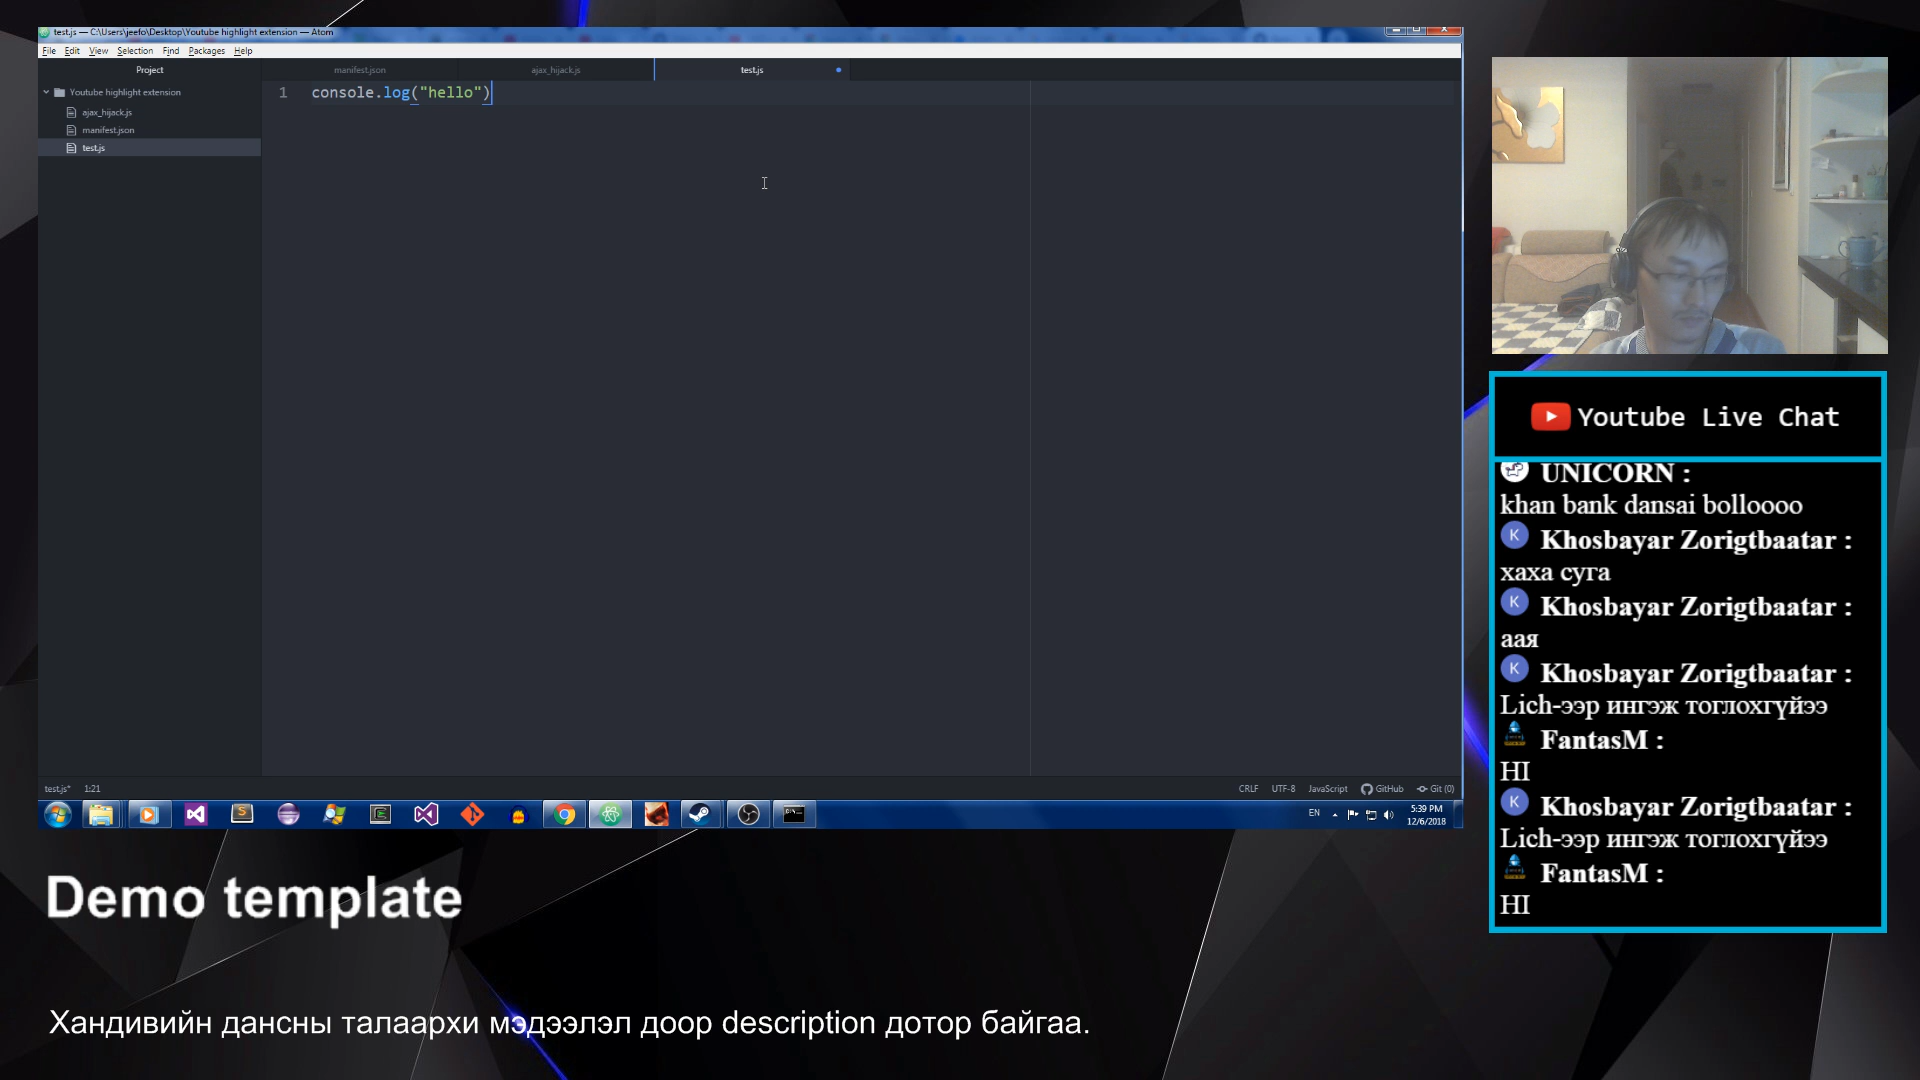 test.js — C:\Users\jeefo\Desktop\Youtube highlight extension — Atom
File Edit View Selection Find Packages Help
Project
manifest.json
ajax_hijack.js
test.js
Youtube highlight extension
ajax_hijack.js
manifest.json
test.js
1 console.log("hello")
test.js* 1:21
CRLF UTF-8 JavaScript GitHub Git (0)
EN
5:39 PM
12/6/2018
Youtube Live Chat
UNICORN :
khan bank dansai bolloooo
K Khosbayar Zorigtbaatar :
хаха суга
K Khosbayar Zorigtbaatar :
аая
K Khosbayar Zorigtbaatar :
Lich-ээр ингэж тоглохгүйээ
FantasM :
HI
K Khosbayar Zorigtbaatar :
Lich-ээр ингэж тоглохгүйээ
FantasM :
HI
Demo template
Хандивийн дансны талаархи мэдээлэл доор description дотор байгаа.